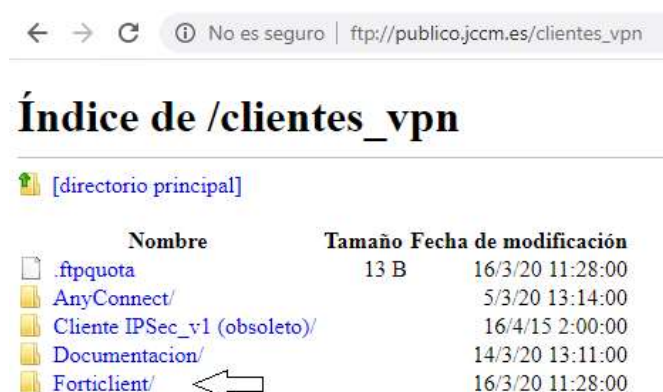 No es seguro | ftp://publico.jccm.es/clientes_vpn
Índice de /clientes_vpn
[directorio principal]
Nombre Tamaño Fecha de modificación
.ftpquota 13 B 16/3/20 11:28:00
AnyConnect/ 5/3/20 13:14:00
Cliente IPSec_v1 (obsoleto)/ 16/4/15 2:00:00
Documentacion/ 14/3/20 13:11:00
Forticlient/ 16/3/20 11:28:00